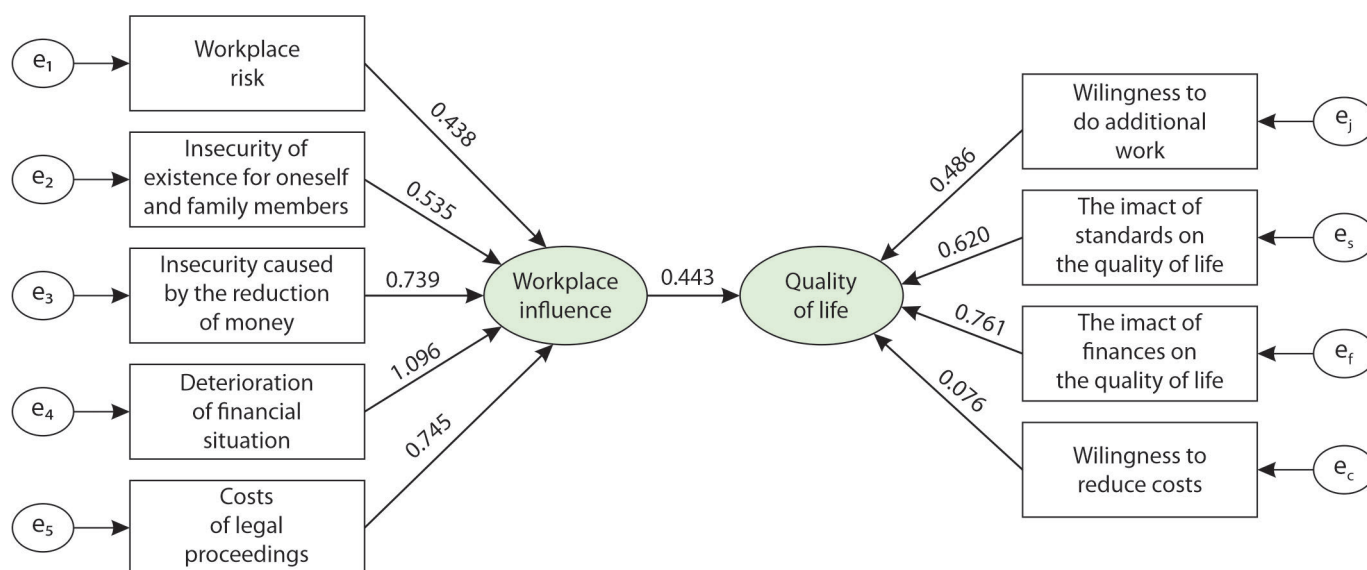 e₁
Workplace
risk
0.438
e₂
Insecurity of
existence for oneself
and family members
0.535
e₃
Insecurity caused
by the reduction
of money
0.739
e₄
Deterioration
of financial
situation
1.096
e₅
Costs
of legal
proceedings
0.745
Workplace
influence
0.443
Quality
of life
0.486
Wilingness to
do additional
work
eⱼ
0.620
The imact of
standards on
the quality of life
eₛ
0.761
The imact of
finances on
the quality of life
e_f
0.076
Wilingness to
reduce costs
e_c